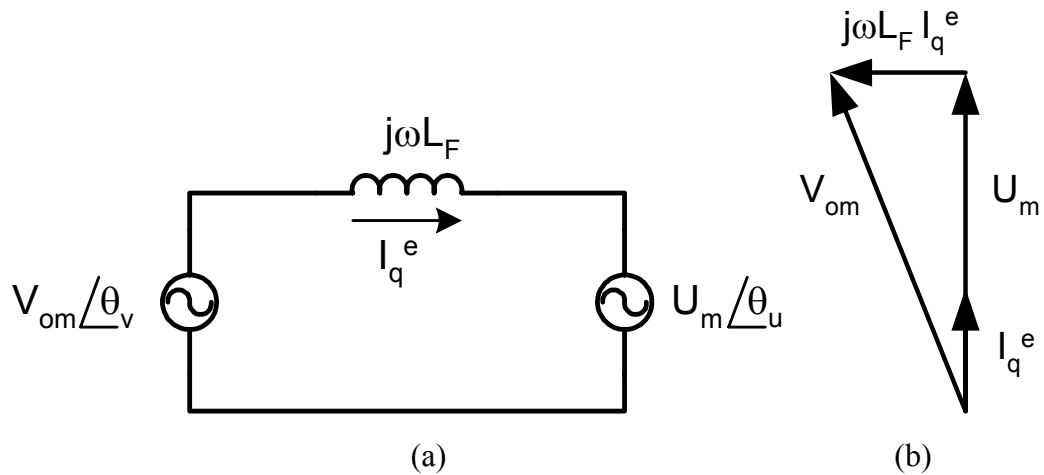 jωL_F
I_q^e
V_om∠θ_v
U_m∠θ_u
(a)
jωL_F I_q^e
V_om
U_m
I_q^e
(b)